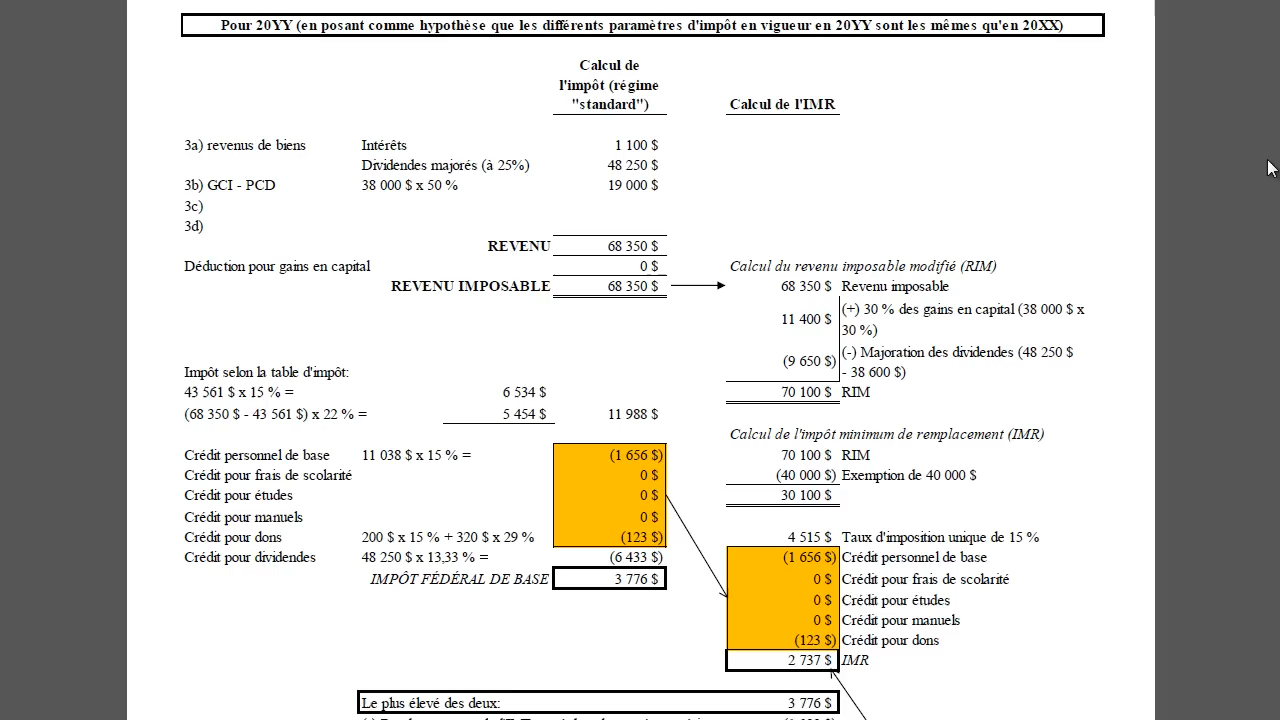 Pour 20YY (en posant comme hypothèse que les différents paramètres d'impôt en vigueur en 20YY sont les mêmes qu'en 20XX)
Calcul de
l'impôt (régime
"standard")
Calcul de l'IMR
3a) revenus de biens Intérêts 1 100 $
Dividendes majorés (à 25%) 48 250 $
3b) GCI - PCD 38 000 $ x 50 % 19 000 $
3c)
3d)
REVENU 68 350 $
Déduction pour gains en capital 0 $ Calcul du revenu imposable modifié (RIM)
REVENU IMPOSABLE 68 350 $ 68 350 $ Revenu imposable
11 400 $ (+) 30 % des gains en capital (38 000 $ x
30 %)
(9 650 $) (-) Majoration des dividendes (48 250 $
- 38 600 $)
Impôt selon la table d'impôt:
43 561 $ x 15 % = 6 534 $ 70 100 $ RIM
(68 350 $ - 43 561 $) x 22 % = 5 454 $ 11 988 $
Calcul de l'impôt minimum de remplacement (IMR)
Crédit personnel de base 11 038 $ x 15 % = (1 656 $) 70 100 $ RIM
Crédit pour frais de scolarité 0 $ (40 000 $) Exemption de 40 000 $
Crédit pour études 0 $ 30 100 $
Crédit pour manuels 0 $
Crédit pour dons 200 $ x 15 % + 320 $ x 29 % (123 $) 4 515 $ Taux d'imposition unique de 15 %
Crédit pour dividendes 48 250 $ x 13,33 % = (6 433 $) (1 656 $) Crédit personnel de base
IMPÔT FÉDÉRAL DE BASE 3 776 $ 0 $ Crédit pour frais de scolarité
0 $ Crédit pour études
0 $ Crédit pour manuels
(123 $) Crédit pour dons
2 737 $ IMR
Le plus élevé des deux: 3 776 $